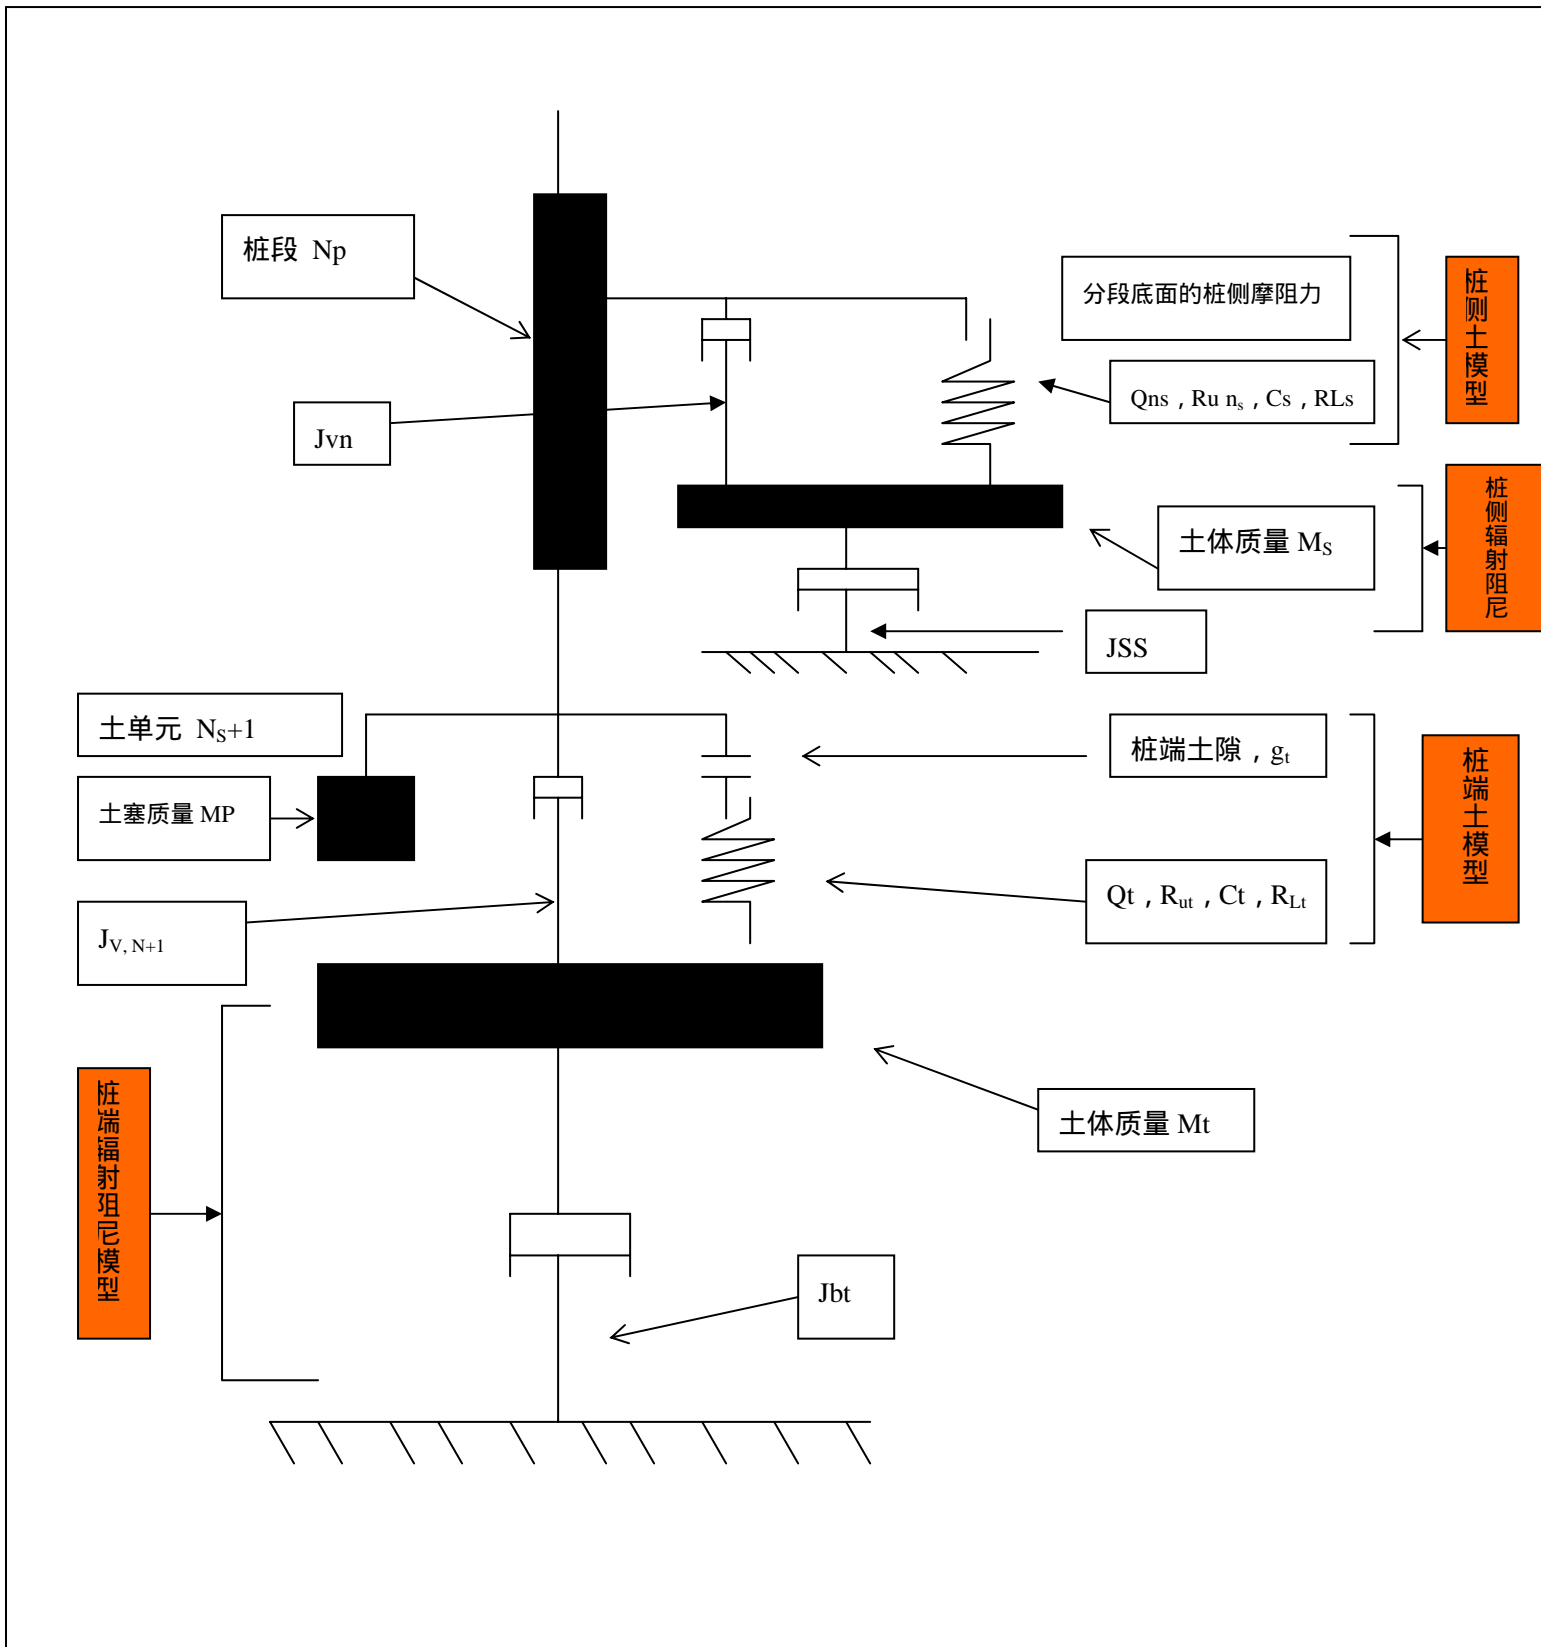 桩段 Np
分段底面的桩侧摩阻力
桩侧土模型
Qns , Ru ns , Cs , RLs
Jvn
桩侧辐射阻尼
土体质量 MS
JSS
土单元 NS+1
桩端土隙 , gt
桩端土模型
土塞质量 MP
Qt , Rut , Ct , RLt
JV, N+1
桩端辐射阻尼模型
土体质量 Mt
Jbt